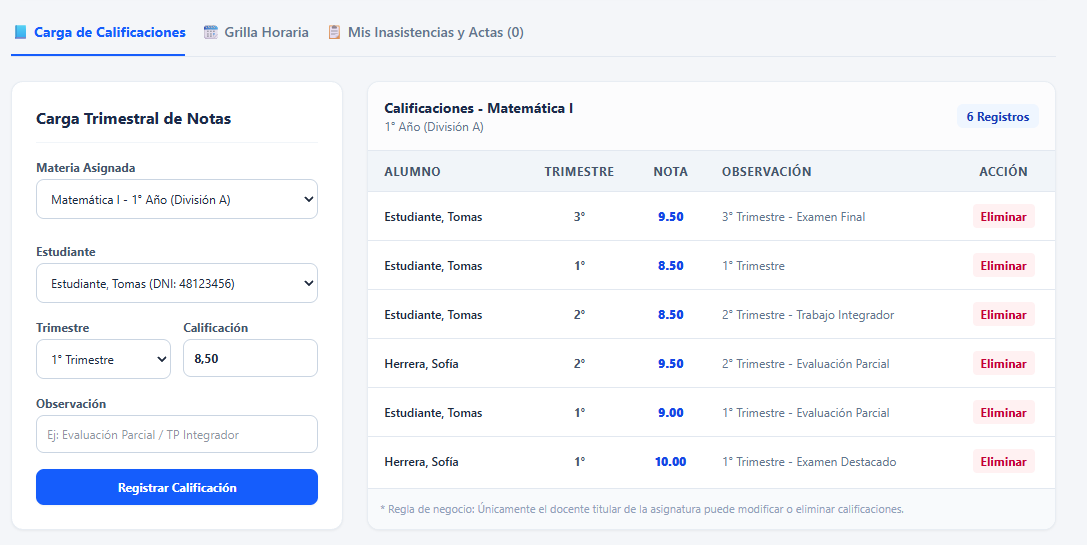 Carga de Calificaciones Grilla Horaria Mis Inasistencias y Actas (0)
Carga Trimestral de Notas
Materia Asignada
Matemática I - 1° Año (División A)
Estudiante
Estudiante, Tomas (DNI: 48123456)
Trimestre Calificación
1° Trimestre 8,50
Observación
Ej: Evaluación Parcial / TP Integrador
Registrar Calificación
Calificaciones - Matemática I
1° Año (División A)
6 Registros
ALUMNO TRIMESTRE NOTA OBSERVACIÓN ACCIÓN
Estudiante, Tomas 3° 9.50 3° Trimestre - Examen Final Eliminar
Estudiante, Tomas 1° 8.50 1° Trimestre Eliminar
Estudiante, Tomas 2° 8.50 2° Trimestre - Trabajo Integrador Eliminar
Herrera, Sofía 2° 9.50 2° Trimestre - Evaluación Parcial Eliminar
Estudiante, Tomas 1° 9.00 1° Trimestre - Evaluación Parcial Eliminar
Herrera, Sofía 1° 10.00 1° Trimestre - Examen Destacado Eliminar
* Regla de negocio: Únicamente el docente titular de la asignatura puede modificar o eliminar calificaciones.